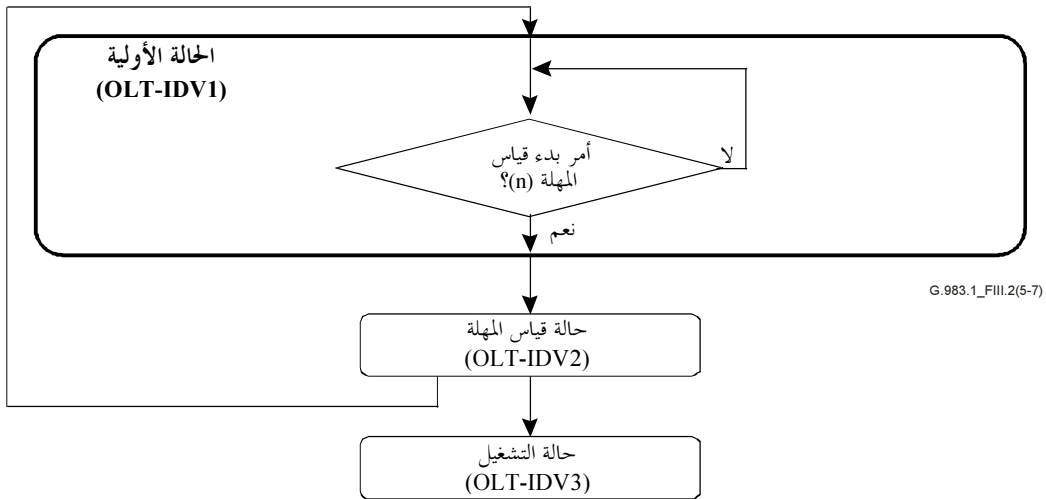 الحالة الأولية
(OLT-IDV1)
أمر بدء قياس
المهلة (n)؟
لا
نعم
G.983.1_FIII.2(5-7)
حالة قياس المهلة
(OLT-IDV2)
حالة التشغيل
(OLT-IDV3)